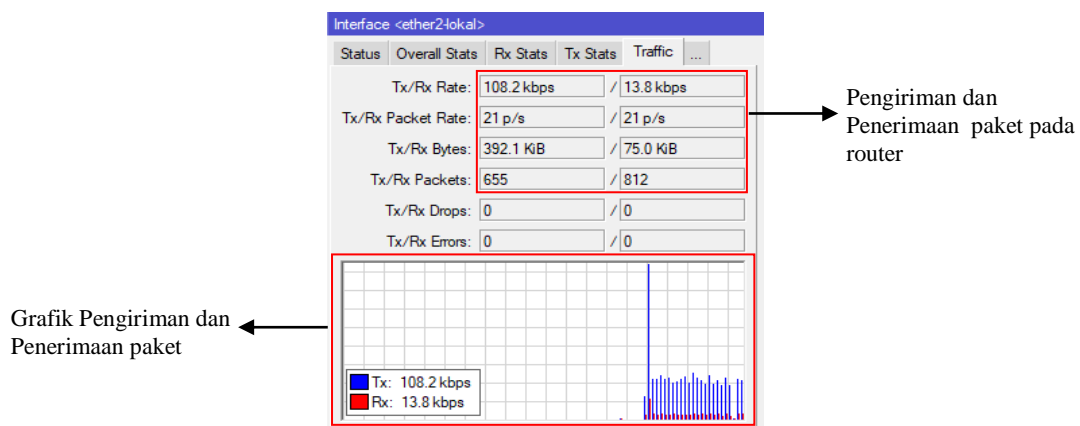 Interface <ether2-lokal>
Status Overall Stats Rx Stats Tx Stats Traffic ...
Tx/Rx Rate: 108.2 kbps / 13.8 kbps
Tx/Rx Packet Rate: 21 p/s / 21 p/s
Tx/Rx Bytes: 392.1 KiB / 75.0 KiB
Tx/Rx Packets: 655 / 812
Tx/Rx Drops: 0 / 0
Tx/Rx Errors: 0 / 0
Pengiriman dan
Penerimaan paket pada
router
Grafik Pengiriman dan
Penerimaan paket
Tx: 108.2 kbps
Rx: 13.8 kbps